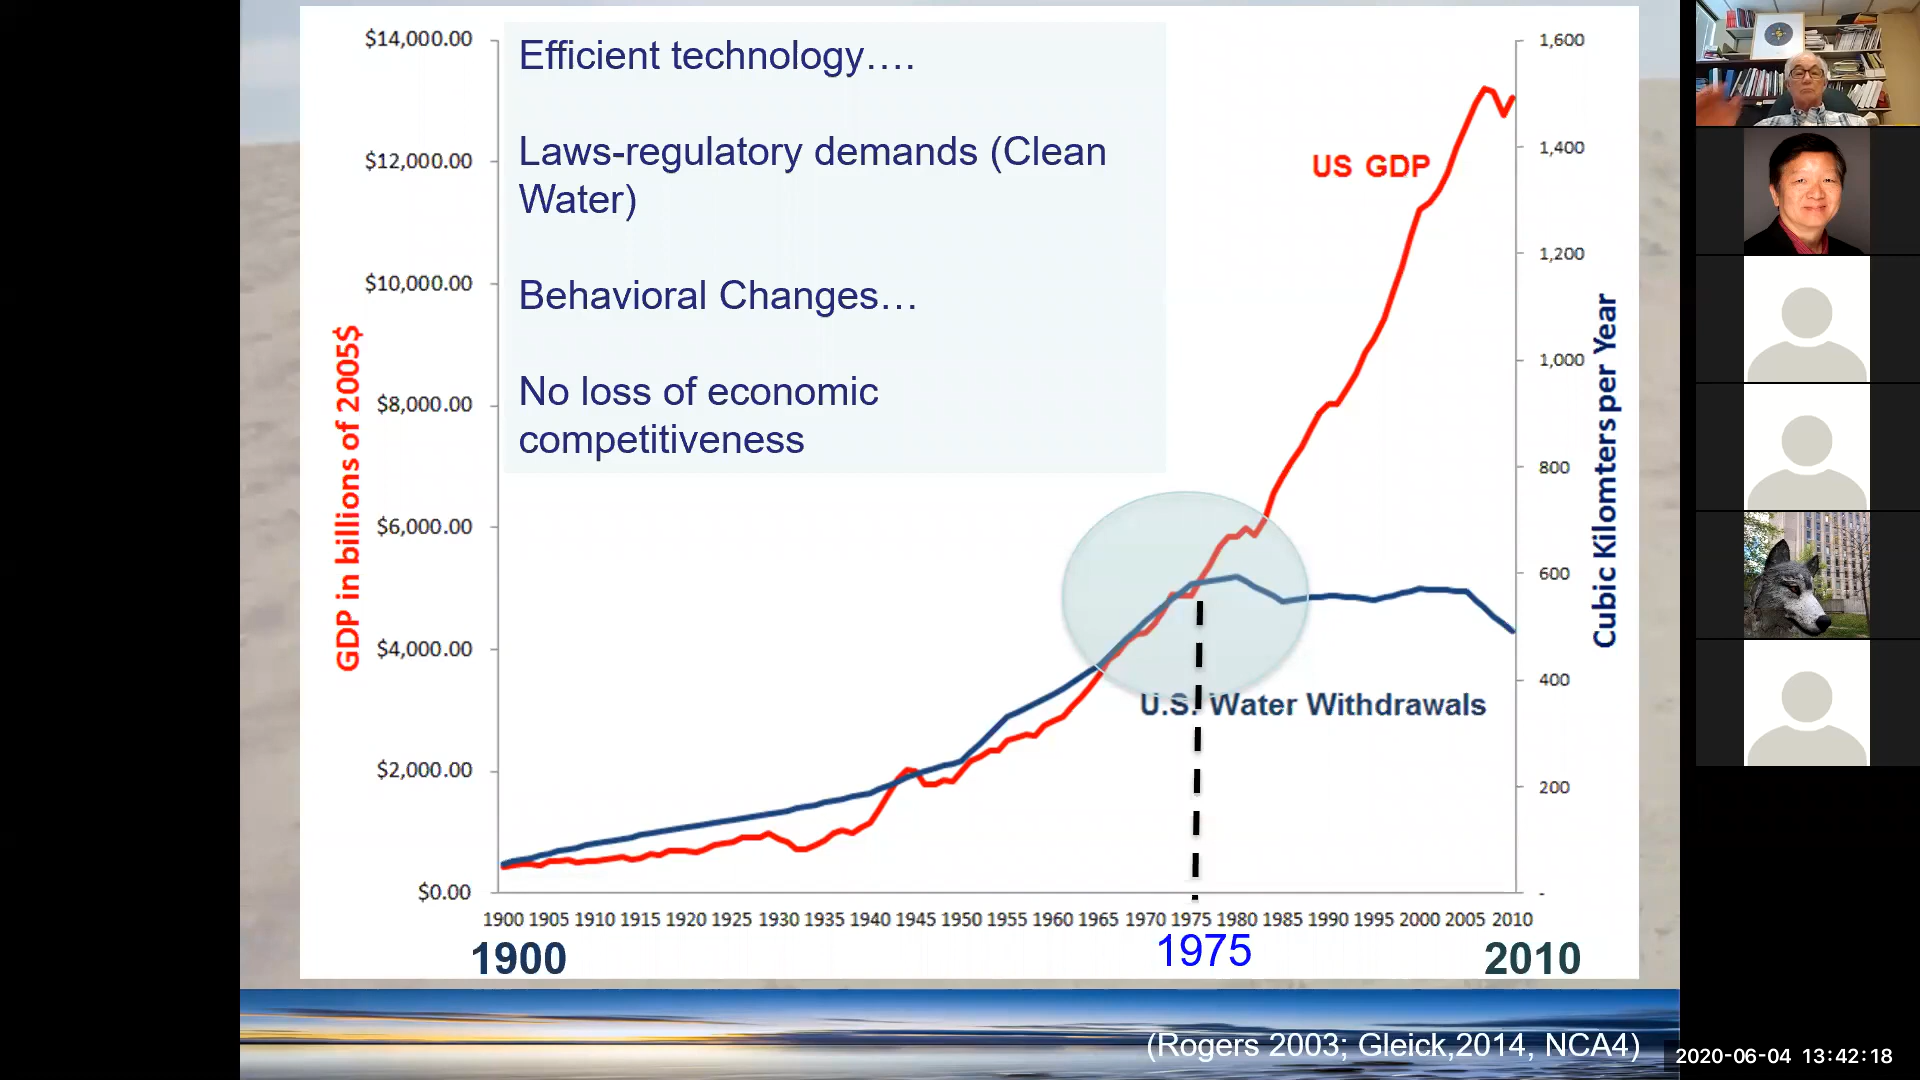 $14,000.00
$12,000.00
$10,000.00
$8,000.00
$6,000.00
$4,000.00
$2,000.00
$0.00
GDP in billions of 2005$
Efficient technology….
Laws-regulatory demands (Clean
Water)
Behavioral Changes…
No loss of economic
competitiveness
US GDP
U.S. Water Withdrawals
1,600
1,400
1,200
1,000
800
600
400
200
-
Cubic Kilomters per Year
1900 1905 1910 1915 1920 1925 1930 1935 1940 1945 1950 1955 1960 1965 1970 1975 1980 1985 1990 1995 2000 2005 2010
1900 1975 2010
(Rogers 2003; Gleick,2014, NCA4)
2020-06-04 13:42:18